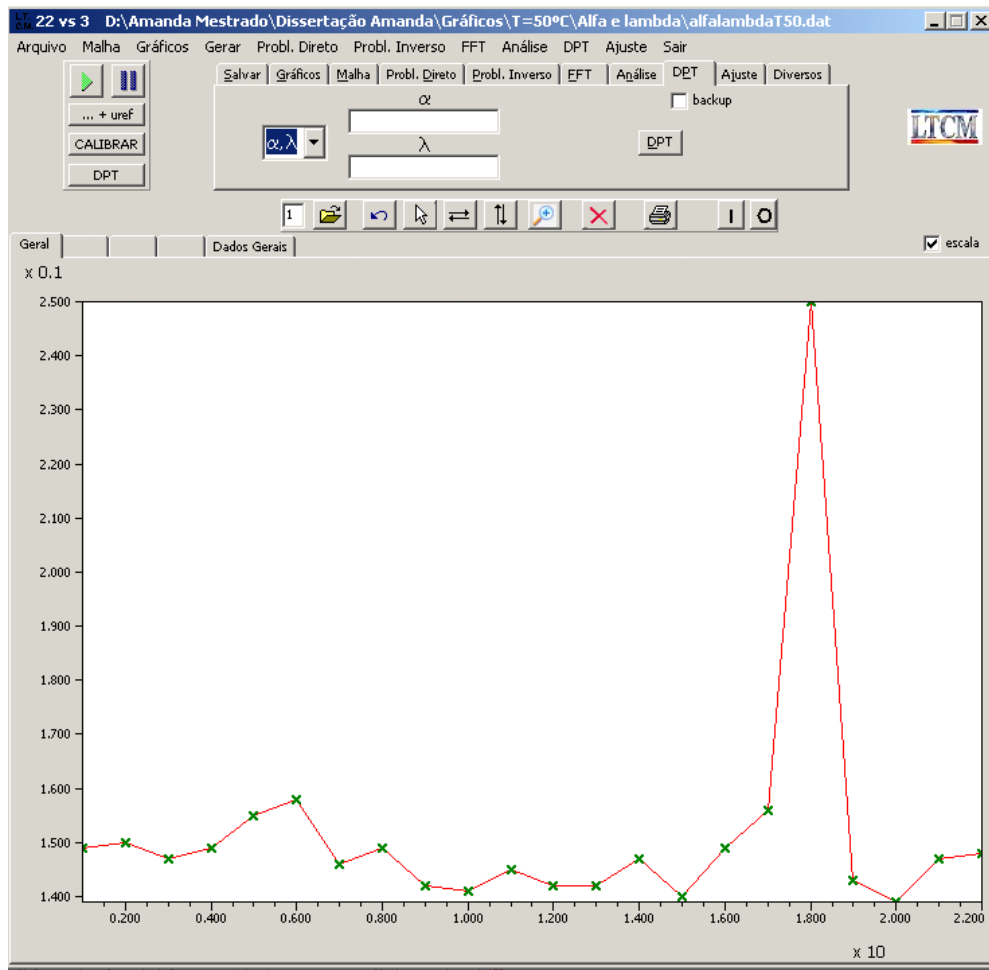 22 vs 3 D:\Amanda Mestrado\Dissertação Amanda\Gráficos\T=50ºC\Alfa e lambda\alfalambdaT50.dat
Arquivo Malha Gráficos Gerar Probl. Direto Probl. Inverso FFT Análise DPT Ajuste Sair
Salvar Gráficos Malha Probl. Direto Probl. Inverso FFT Análise DPT Ajuste Diversos
... + uref
CALIBRAR
DPT
α,λ
α
λ
backup
DPT
LTCM
1
I O
Geral Dados Gerais
escala
x 0.1
2.500
2.400
2.300
2.200
2.100
2.000
1.900
1.800
1.700
1.600
1.500
1.400
0.200 0.400 0.600 0.800 1.000 1.200 1.400 1.600 1.800 2.000 2.200
x 10